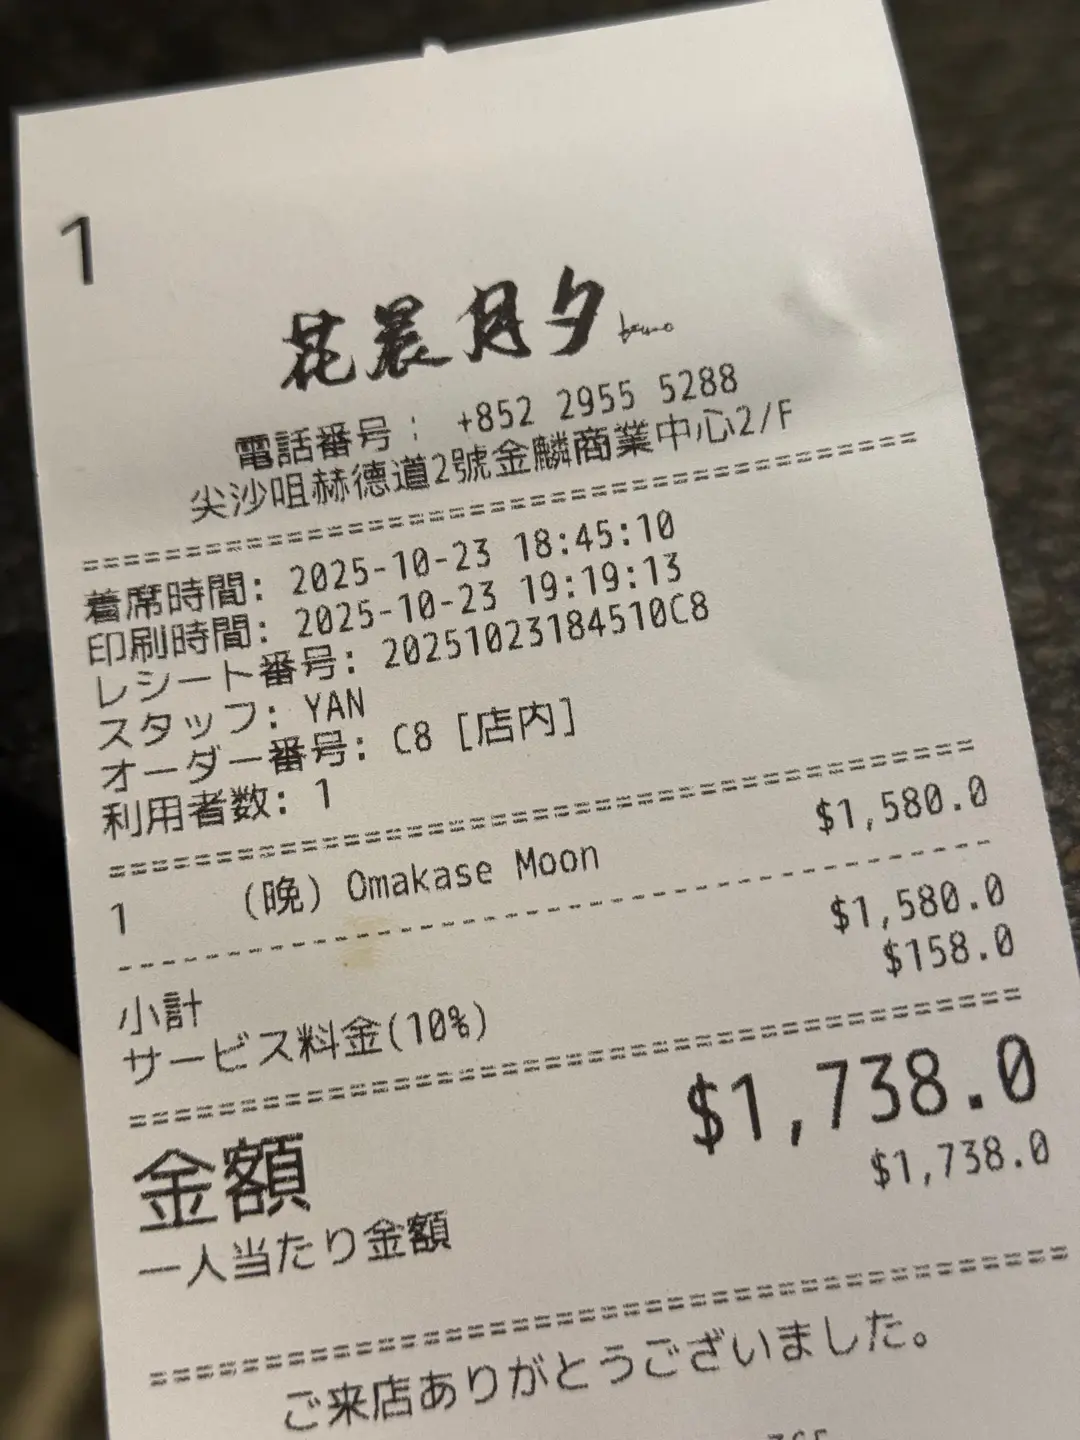 1
花晨月夕
電話番号: +852 2955 5288
尖沙咀赫德道2號金麟商業中心2/F
着席時間: 2025-10-23 18:45:10
印刷時間: 2025-10-23 19:19:13
レシート番号: 20251023184510C8
スタッフ: YAN
オーダー番号: C8 [店内]
利用者数: 1
1 (晩) Omakase Moon $1,580.0
小計 $1,580.0
サービス料金(10%) $158.0
金額 $1,738.0
一人当たり金額 $1,738.0
ご来店ありがとうございました。